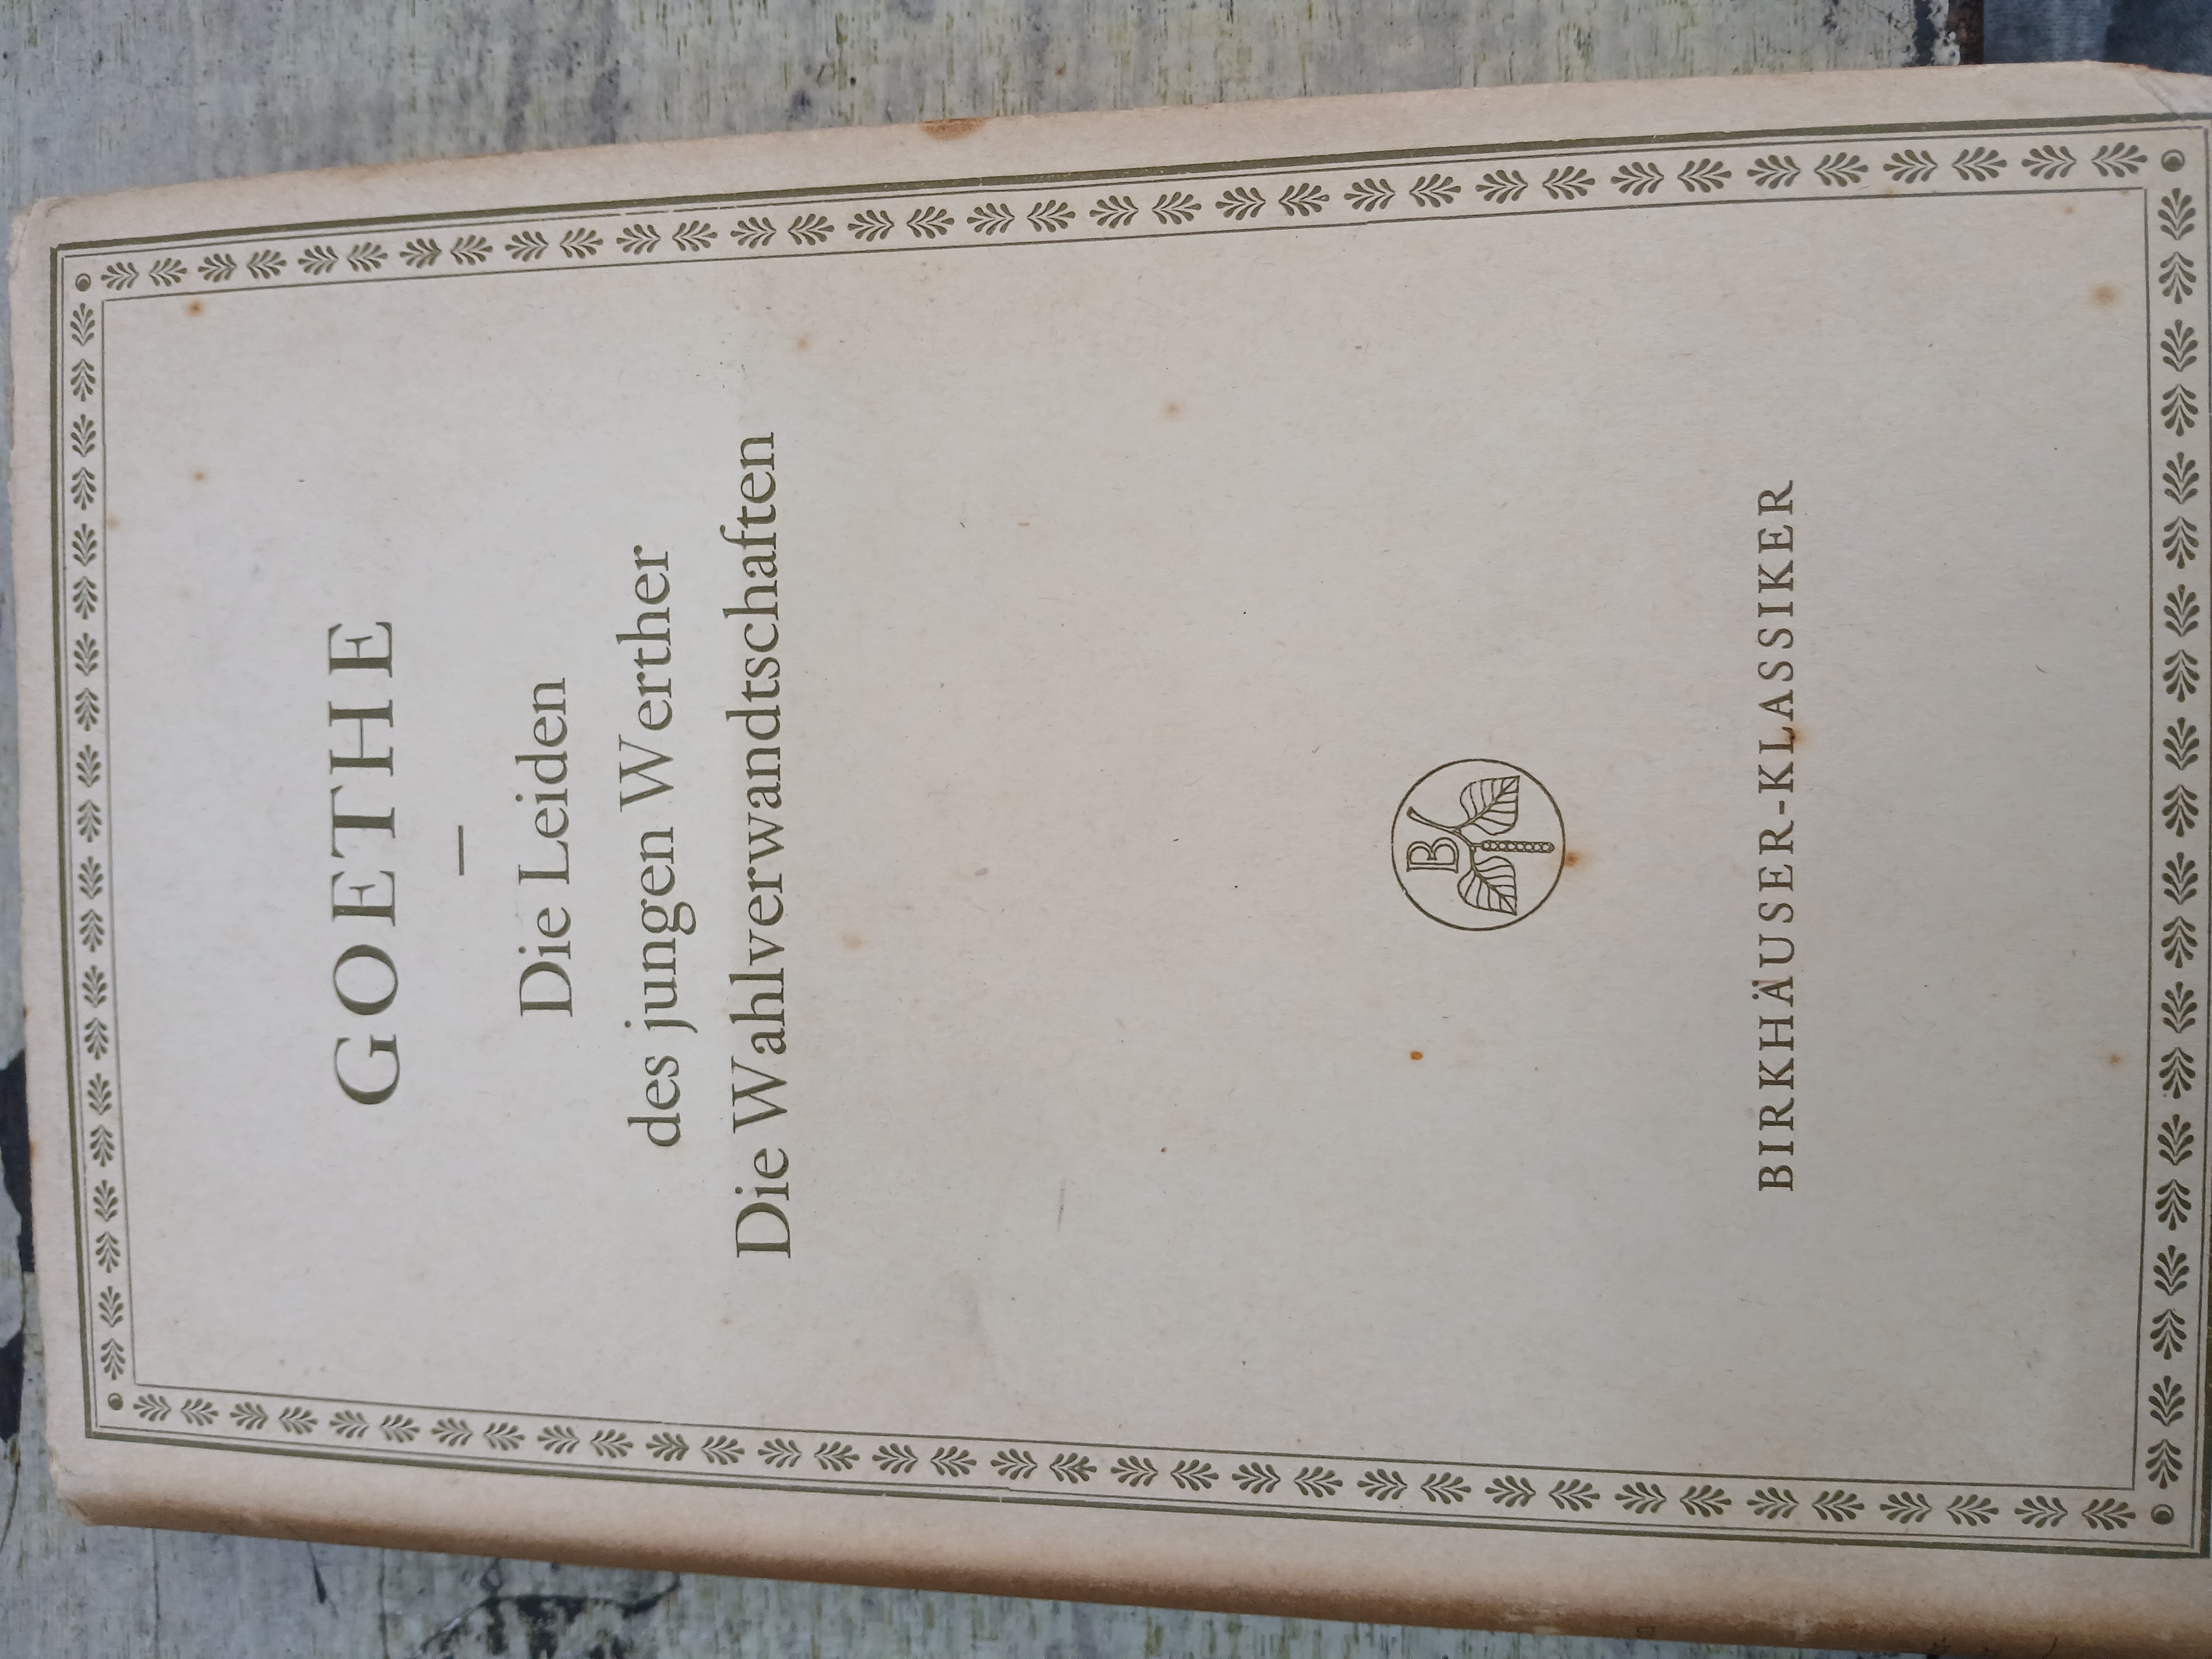 GOETHE
Die Leiden
des jungen Werther
Die Wahlverwandtschaften
B
BIRKHÄUSER-KLASSIKER